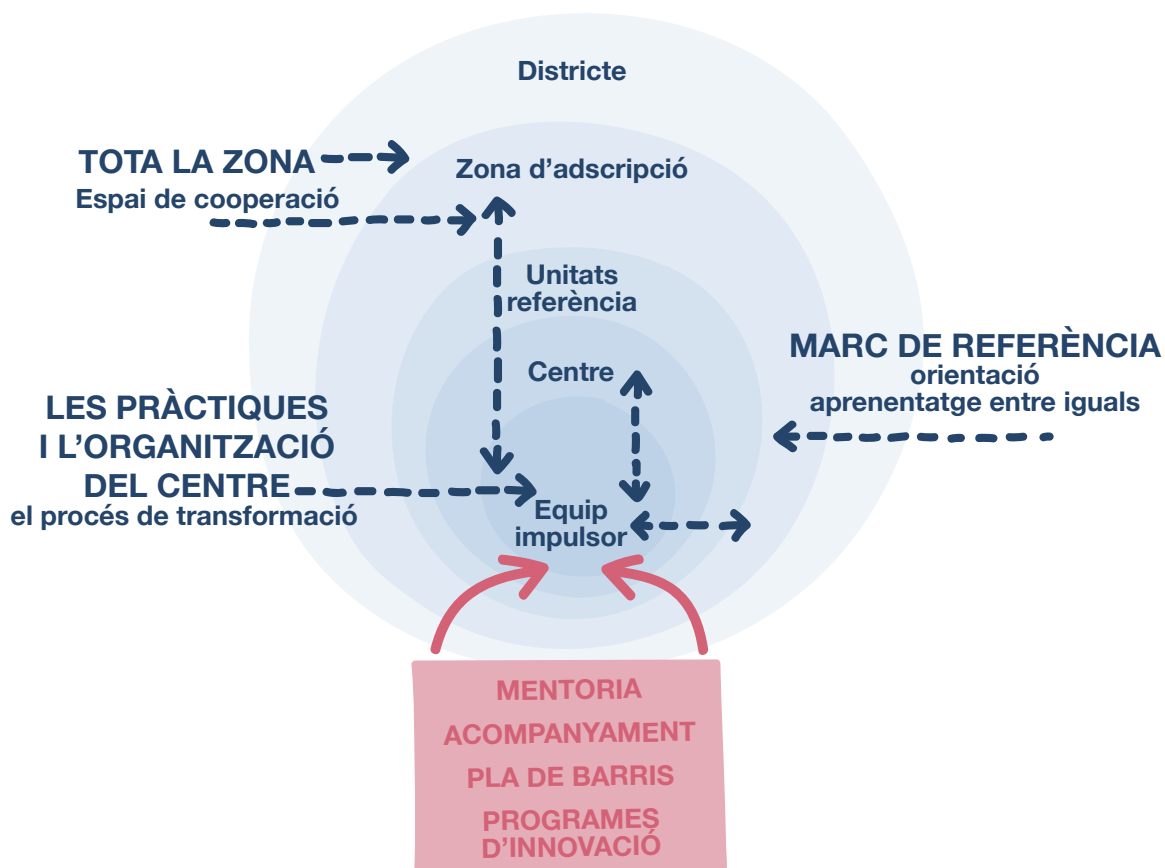 Districte
TOTA LA ZONA
Espai de cooperació
Zona d'adscripció
Unitats
referència
Centre
MARC DE REFERÈNCIA
orientació
aprenentatge entre iguals
LES PRÀCTIQUES
I L'ORGANITZACIÓ
DEL CENTRE
el procés de transformació
Equip
impulsor
MENTORIA
ACOMPANYAMENT
PLA DE BARRIS
PROGRAMES
D'INNOVACIÓ